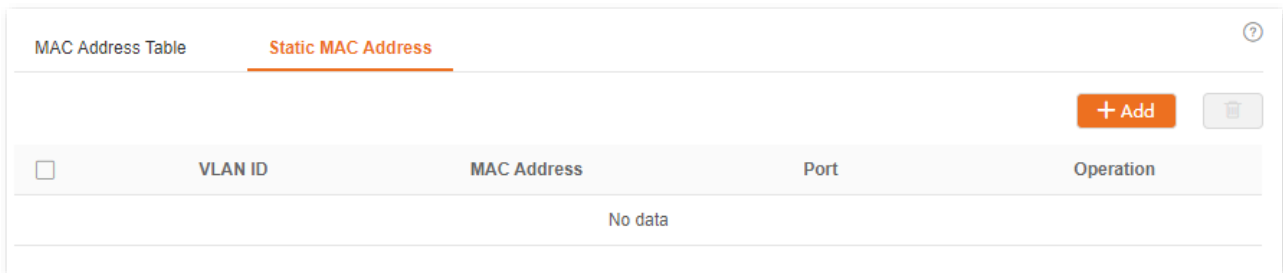 MAC Address Table Static MAC Address ?
+ Add
VLAN ID MAC Address Port Operation
No data